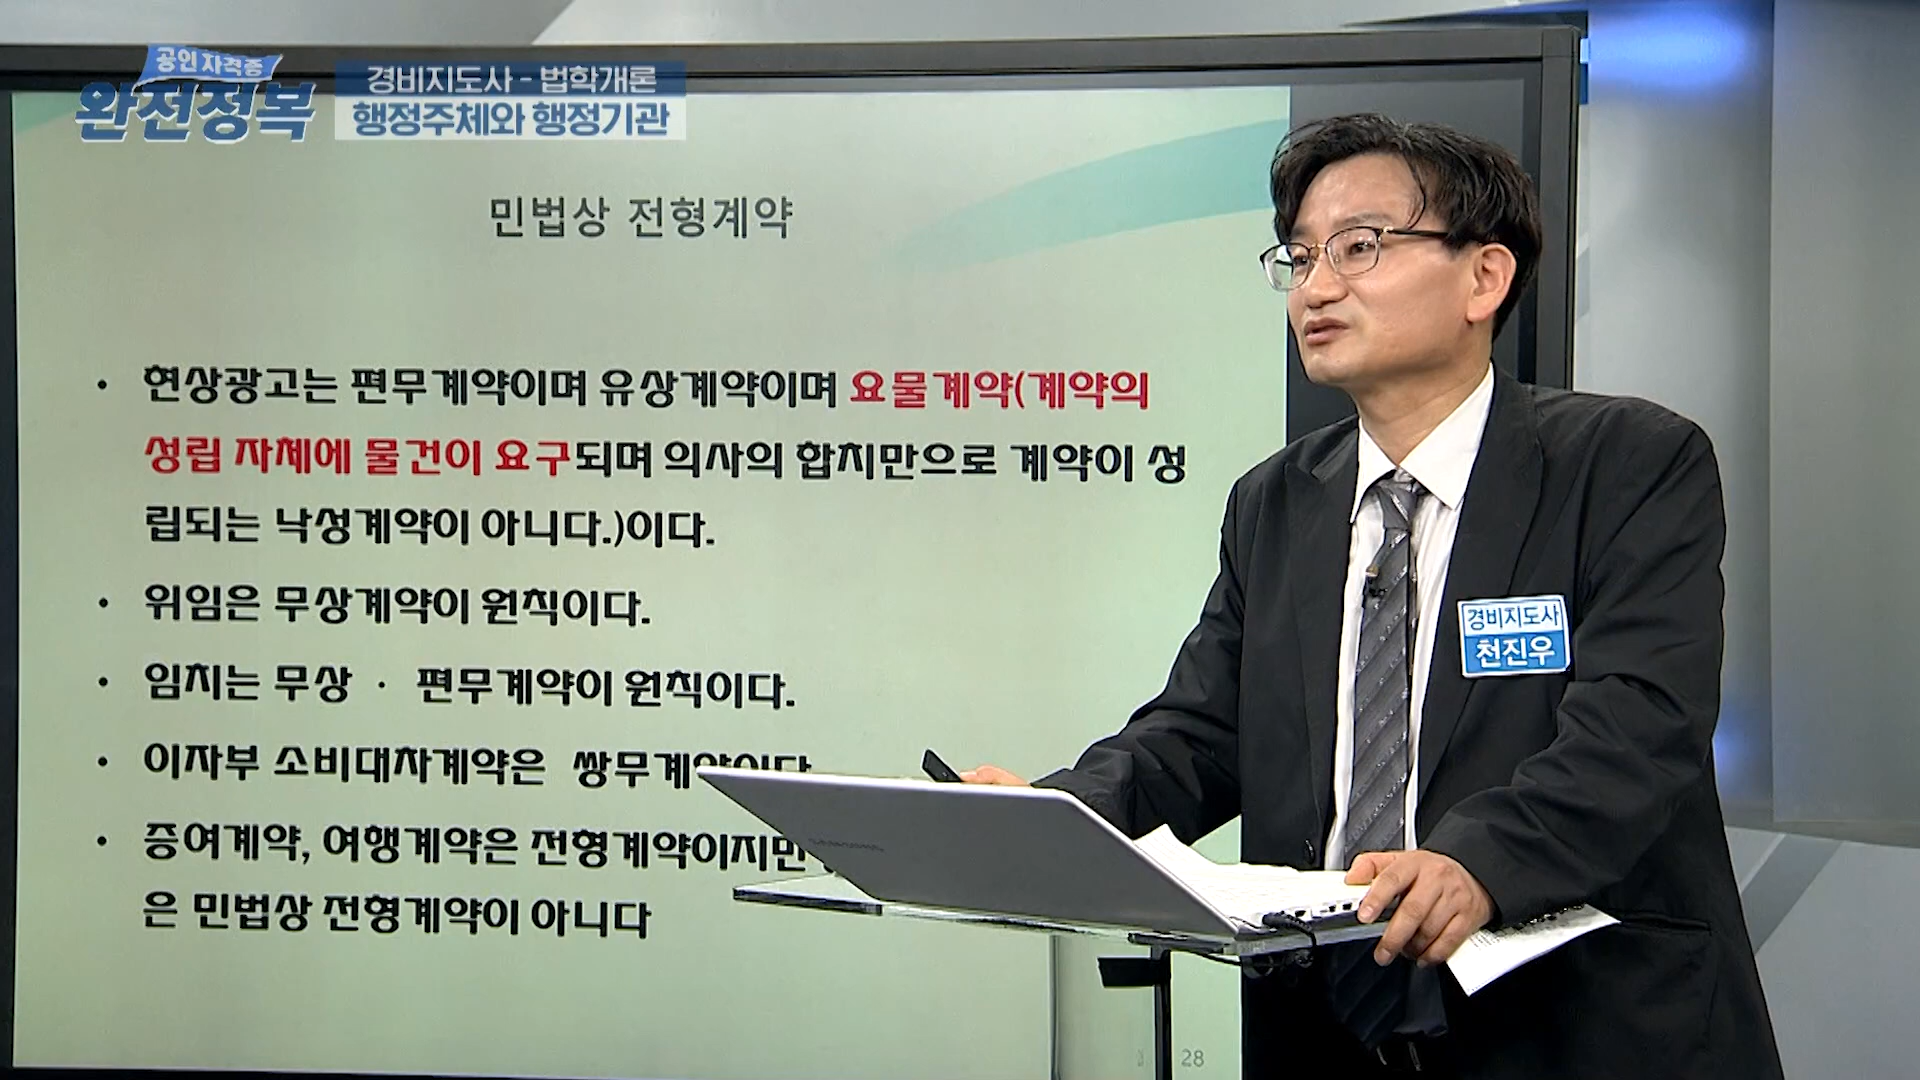 공인 자격증
완전정복
경비지도사 - 법학개론
행정주체와 행정기관
민법상 전형계약
• 현상광고는 편무계약이며 유상계약이며 요물계약(계약의
성립 자체에 물건이 요구되며 의사의 합치만으로 계약이 성
립되는 낙성계약이 아니다.)이다.
• 위임은 무상계약이 원칙이다.
• 임치는 무상 · 편무계약이 원칙이다.
• 이자부 소비대차계약은 쌍무계약이다
• 증여계약, 여행계약은 전형계약이지만
은 민법상 전형계약이 아니다
28
경비지도사
천진우
SAMSUNG